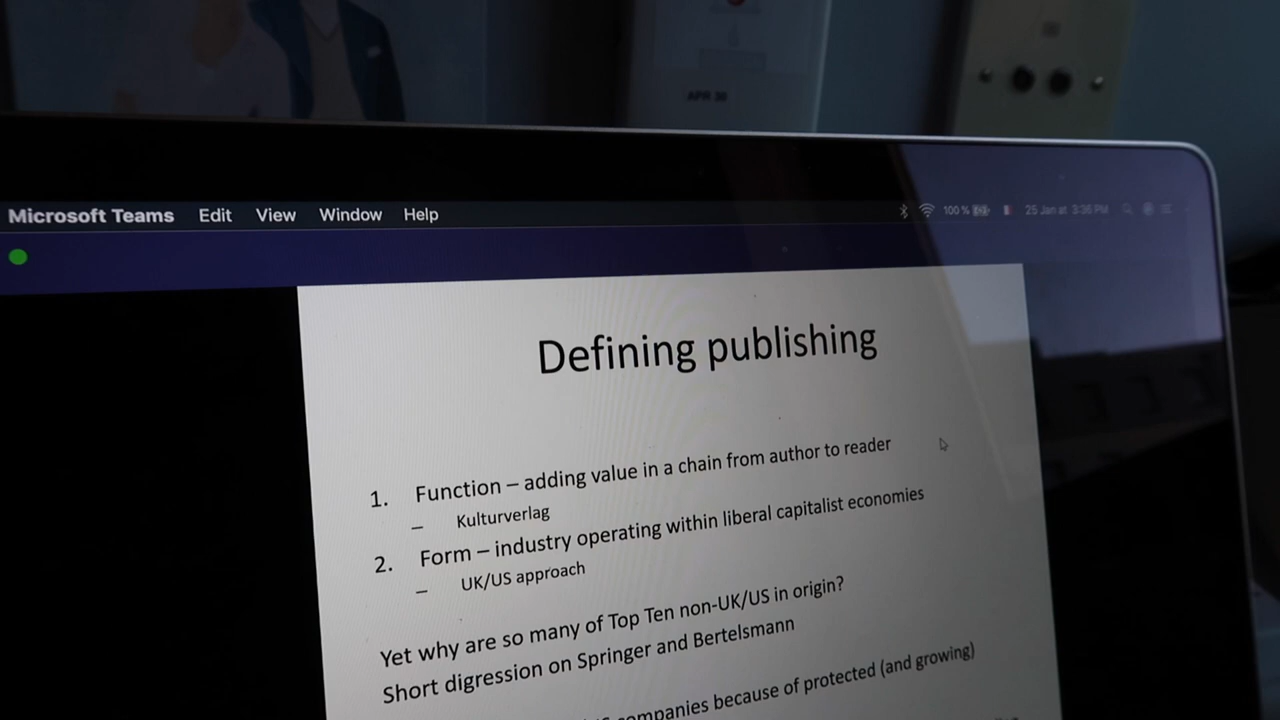 APR 30
Microsoft Teams Edit View Window Help 100% 25 Jan at 3:36 PM
Defining publishing
1. Function – adding value in a chain from author to reader
– Kulturverlag
2. Form – industry operating within liberal capitalist economies
– UK/US approach
Yet why are so many of Top Ten non-UK/US in origin?
Short digression on Springer and Bertelsmann
companies because of protected (and growing)